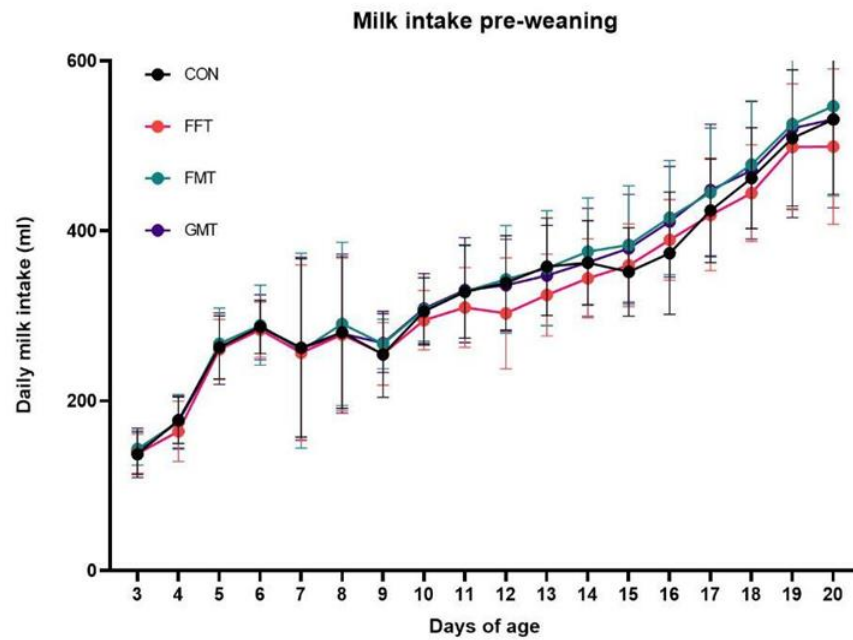 Milk intake pre-weaning
600
400
200
0
CON
FFT
FMT
GMT
Daily milk intake (ml)
3 4 5 6 7 8 9 10 11 12 13 14 15 16 17 18 19 20
Days of age